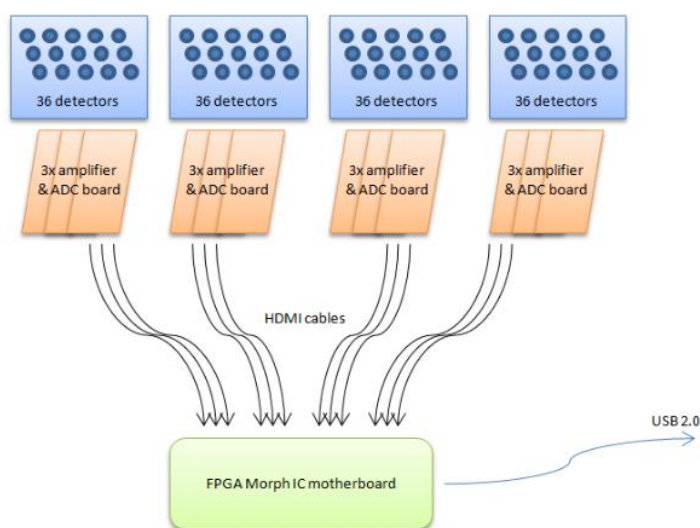 36 detectors
36 detectors
36 detectors
36 detectors
3x amplifier
& ADC board
3x amplifier
& ADC board
3x amplifier
& ADC board
3x amplifier
& ADC board
HDMI cables
USB 2.0
FPGA Morph IC motherboard